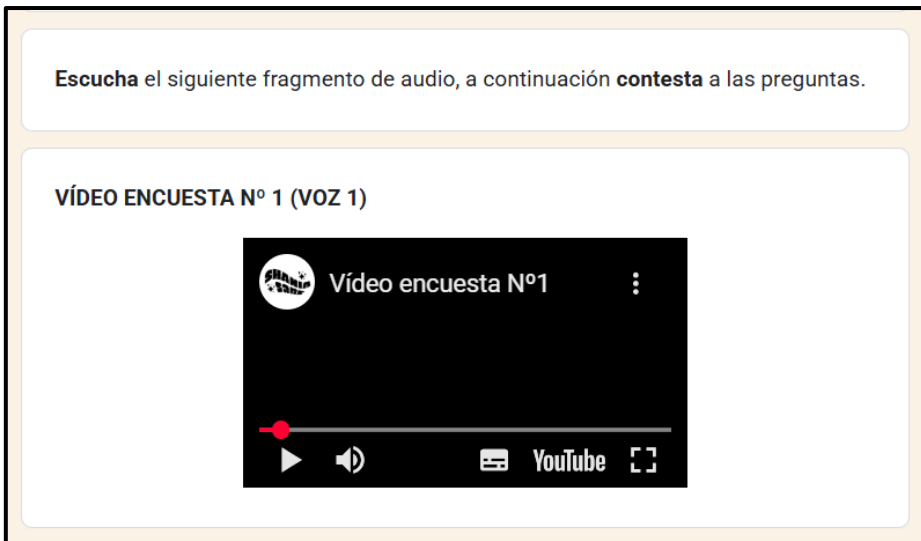 Escucha el siguiente fragmento de audio, a continuación contesta a las preguntas.
VÍDEO ENCUESTA Nº 1 (VOZ 1)
Vídeo encuesta Nº1
YouTube